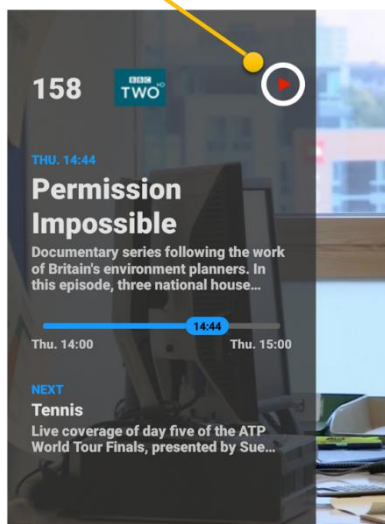 158 BBC TWO HD
THU. 14:44
Permission
Impossible
Documentary series following the work
of Britain's environment planners. In
this episode, three national house...
14:44
Thu. 14:00 Thu. 15:00
NEXT
Tennis
Live coverage of day five of the ATP
World Tour Finals, presented by Sue...